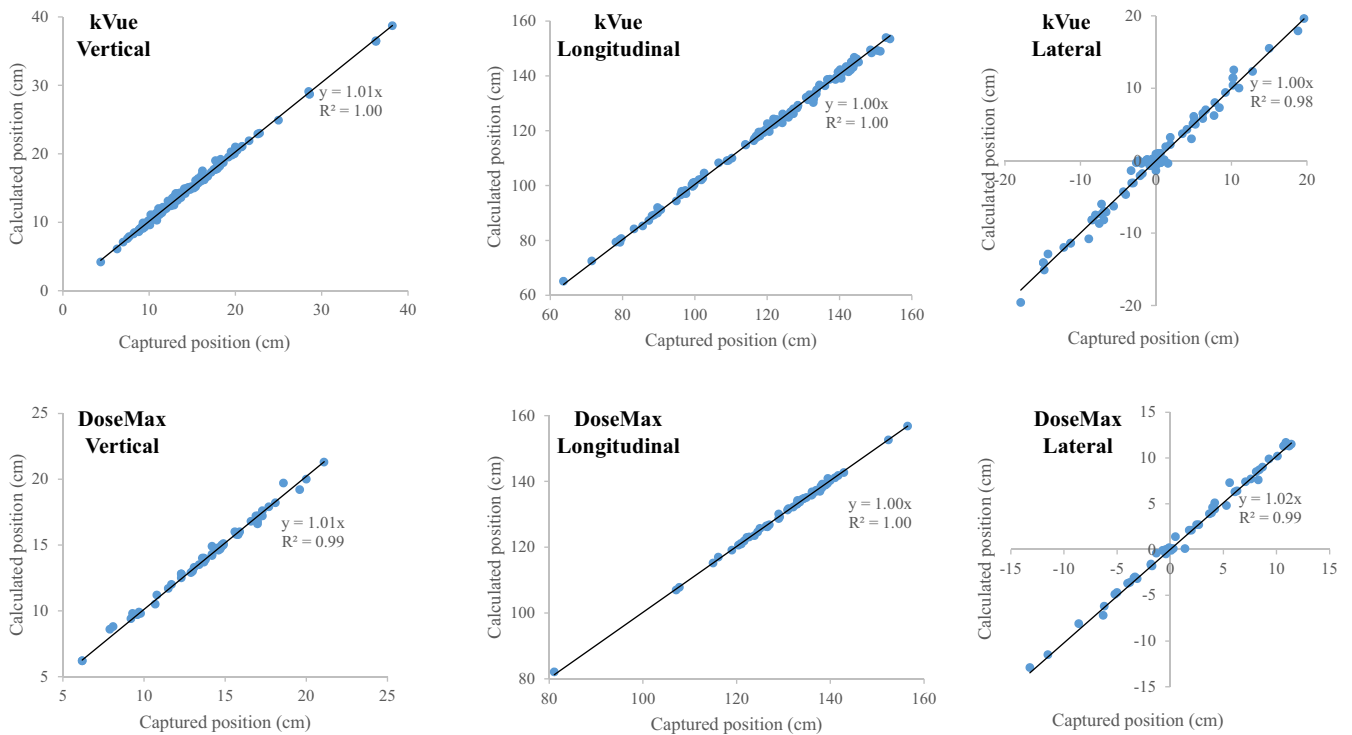 kVue
Vertical
40
30
20
10
0
0
10
20
30
40
y = 1.01x
R² = 1.00
Calculated position (cm)
Captured position (cm)
kVue
Longitudinal
160
140
120
100
80
60
60
80
100
120
140
160
y = 1.00x
R² = 1.00
Calculated position (cm)
Captured position (cm)
kVue
Lateral
20
10
0
-10
-20
-20
-10
0
10
20
y = 1.00x
R² = 0.98
Calculated position (cm)
Captured position (cm)
DoseMax
Vertical
25
20
15
10
5
5
10
15
20
25
y = 1.01x
R² = 0.99
Calculated position (cm)
Captured position (cm)
DoseMax
Longitudinal
160
140
120
100
80
80
100
120
140
160
y = 1.00x
R² = 1.00
Calculated position (cm)
Captured position (cm)
DoseMax
Lateral
15
10
5
0
-5
-10
-15
-15
-10
-5
0
5
10
15
y = 1.02x
R² = 0.99
Calculated position (cm)
Captured position (cm)